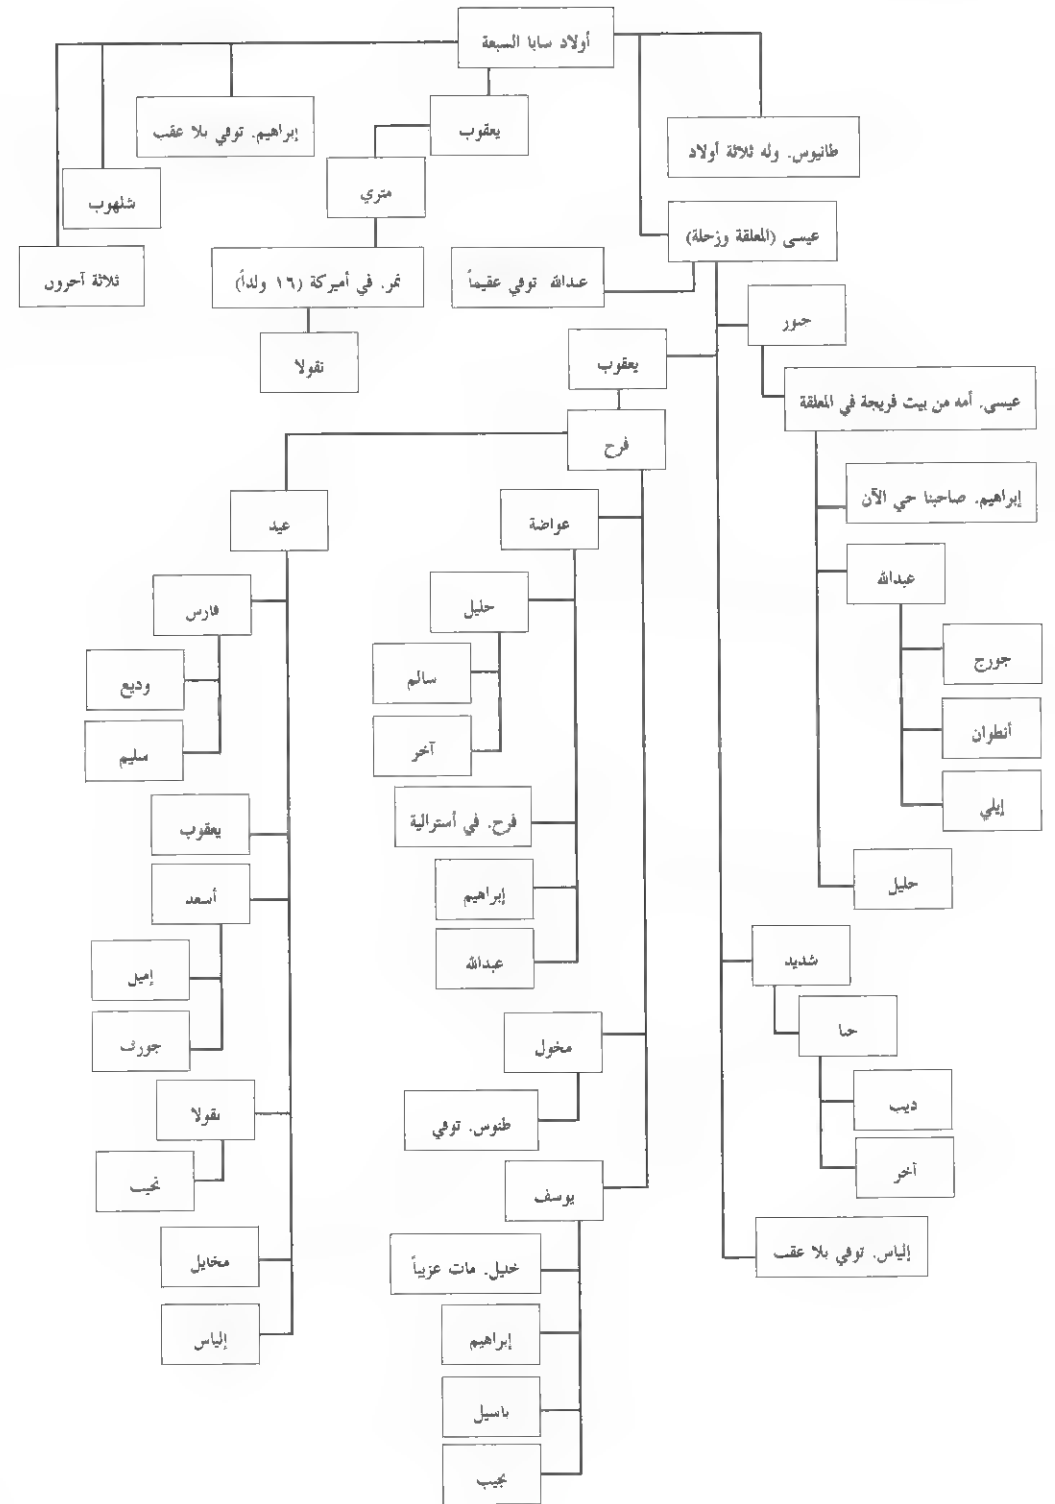 أولاد سابا السبعة
طانيوس. وله ثلاثة أولاد
عيسى (المعلقة وزحلة)
يعقوب
إبراهيم. توفي بلا عقب
شلهوب
ثلاثة آخرون
متري
نمر. في أميركة (١٦ ولداً)
نقولا
عبدالله توفي عقيماً
جبور
عيسى. أمه من بيت فريجة في المعلقة
إبراهيم. صاحبنا حي الآن
عبدالله
جورج
أنطوان
إيلي
خليل
شديد
حنا
ديب
آخر
إلياس. توفي بلا عقب
يعقوب
فرح
عواضة
خليل
سالم
آخر
فرح. في أسترالية
إبراهيم
عبدالله
مخول
طنوس. توفي
يوسف
خليل. مات عزيباً
إبراهيم
باسيل
نجيب
عيد
فارس
وديع
سليم
يعقوب
أسعد
إميل
جورف
نقولا
نجيب
مخايل
إلياس